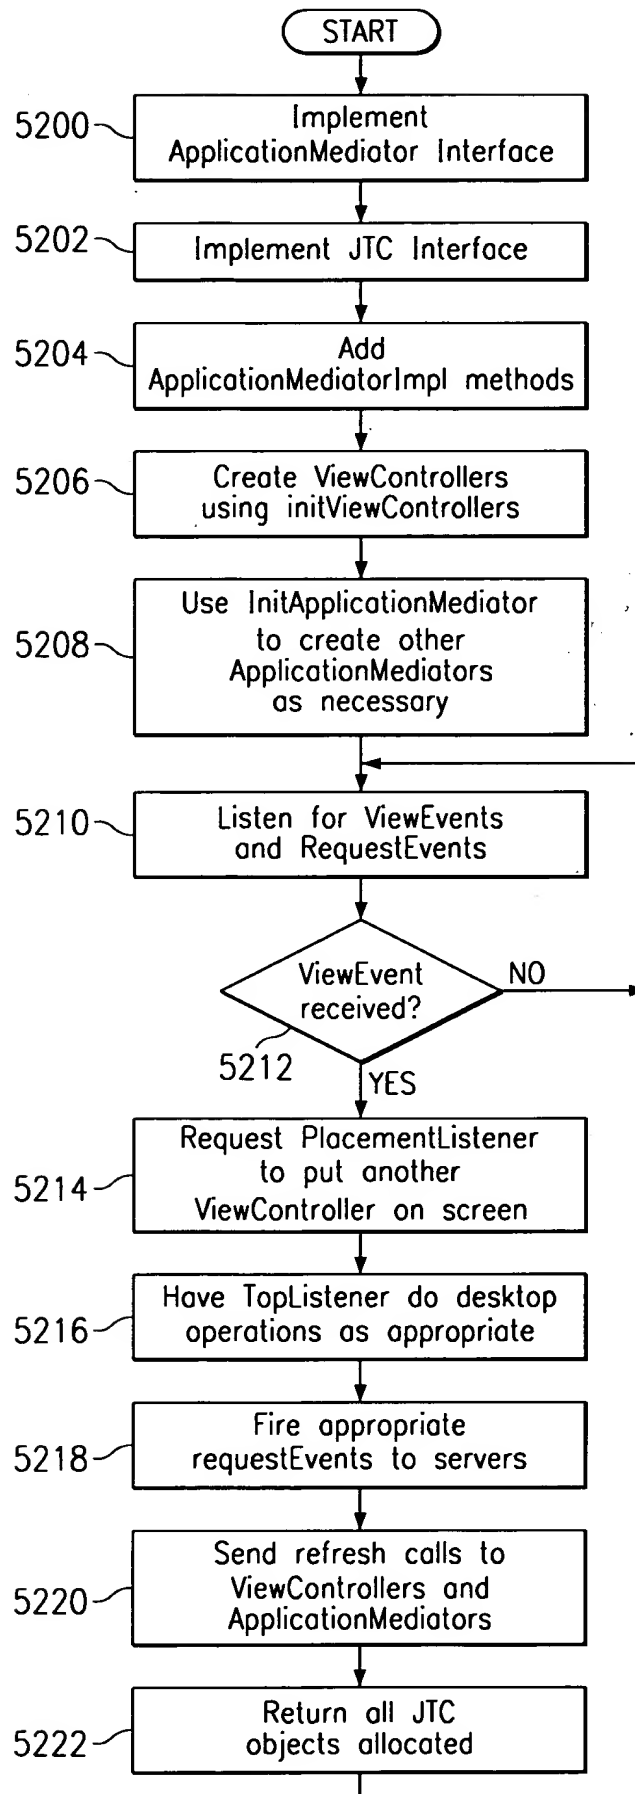 START
5200
Implement
ApplicationMediator Interface
5202
Implement JTC Interface
5204
Add
ApplicationMediatorImpl methods
5206
Create ViewControllers
using initViewControllers
5208
Use InitApplicationMediator
to create other
ApplicationMediators
as necessary
5210
Listen for ViewEvents
and RequestEvents
ViewEvent
received?
NO
5212
YES
5214
Request PlacementListener
to put another
ViewController on screen
5216
Have TopListener do desktop
operations as appropriate
5218
Fire appropriate
requestEvents to servers
5220
Send refresh calls to
ViewControllers and
ApplicationMediators
5222
Return all JTC
objects allocated